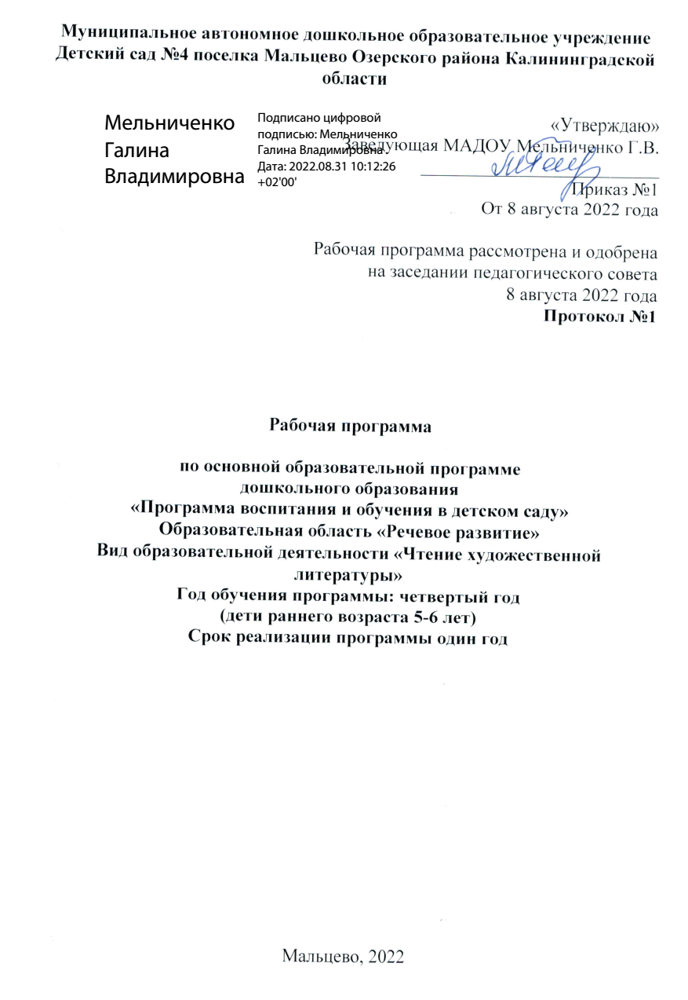 Муниципальное автономное дошкольное образовательное учреждение
Детский сад №4 поселка Мальцево Озерского района Калининградской
области
Мельниченко
Галина
Владимировна
Подписано цифровой
подписью: Мельниченко
Галина Владимировна
Дата: 2022.08.31 10:12:26
+02'00'
«Утверждаю»
Заведующая МАДОУ Мельниченко Г.В.
Приказ №1
От 8 августа 2022 года
Рабочая программа рассмотрена и одобрена
на заседании педагогического совета
8 августа 2022 года
Протокол №1
Рабочая программа
по основной образовательной программе
дошкольного образования
«Программа воспитания и обучения в детском саду»
Образовательная область «Речевое развитие»
Вид образовательной деятельности «Чтение художественной
литературы»
Год обучения программы: четвертый год
(дети раннего возраста 5-6 лет)
Срок реализации программы один год
Мальцево, 2022